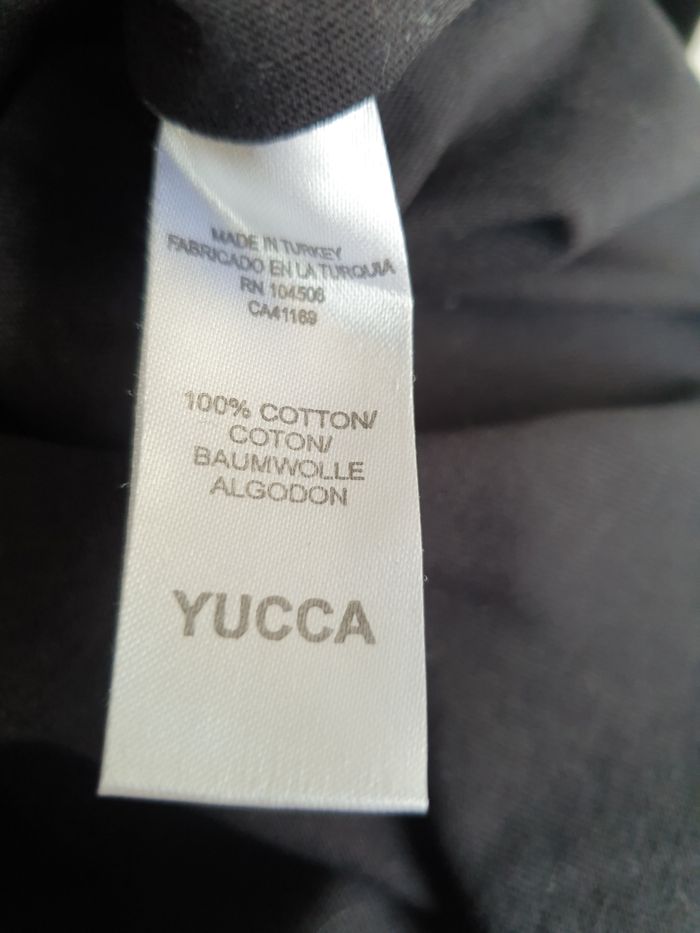 MADE IN TURKEY
FABRICADO EN LA TURQUIA
RN 104506
CA41169
100% COTTON/
COTON/
BAUMWOLLE
ALGODON
YUCCA